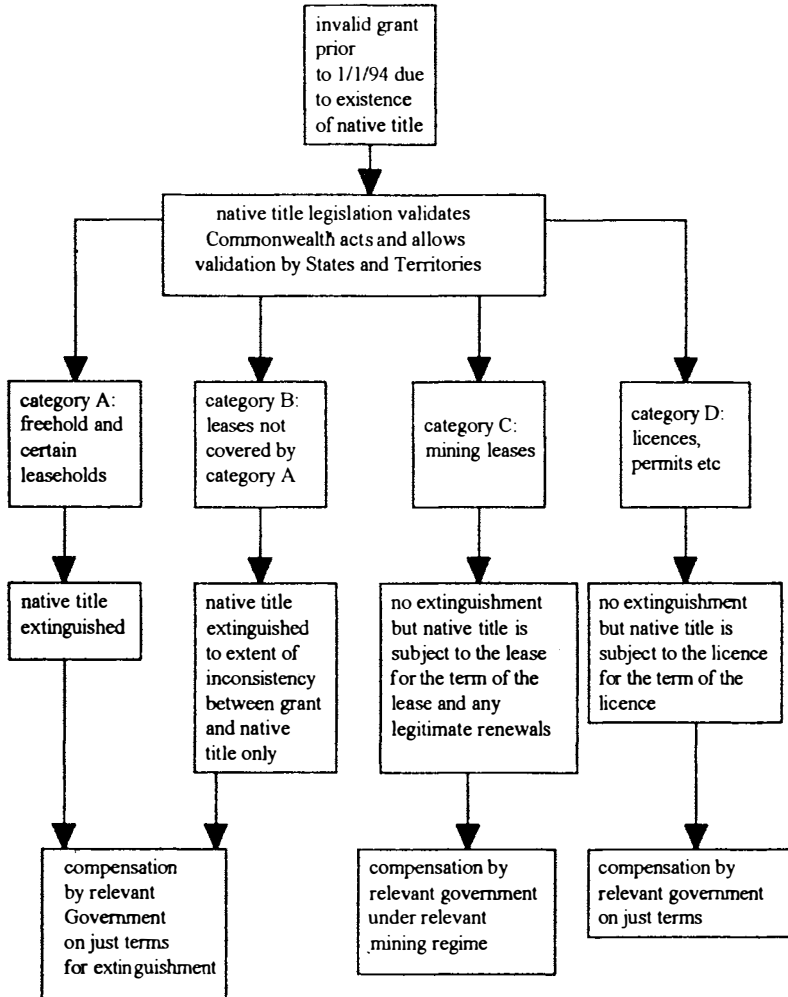 invalid grant
prior
to 1/1/94 due
to existence
of native title
native title legislation validates
Commonwealth acts and allows
validation by States and Territories
category A:
freehold and
certain
leaseholds
category B:
leases not
covered by
category A
category C:
mining leases
category D:
licences,
permits etc
native title
extinguished
native title
extinguished
to extent of
inconsistency
between grant
and native
title only
no extinguishment
but native title is
subject to the lease
for the term of the
lease and any
legitimate renewals
no extinguishment
but native title is
subject to the licence
for the term of the
licence
compensation
by relevant
Government
on just terms
for extinguishment
compensation by
relevant government
under relevant
mining regime
compensation by
relevant government
on just terms